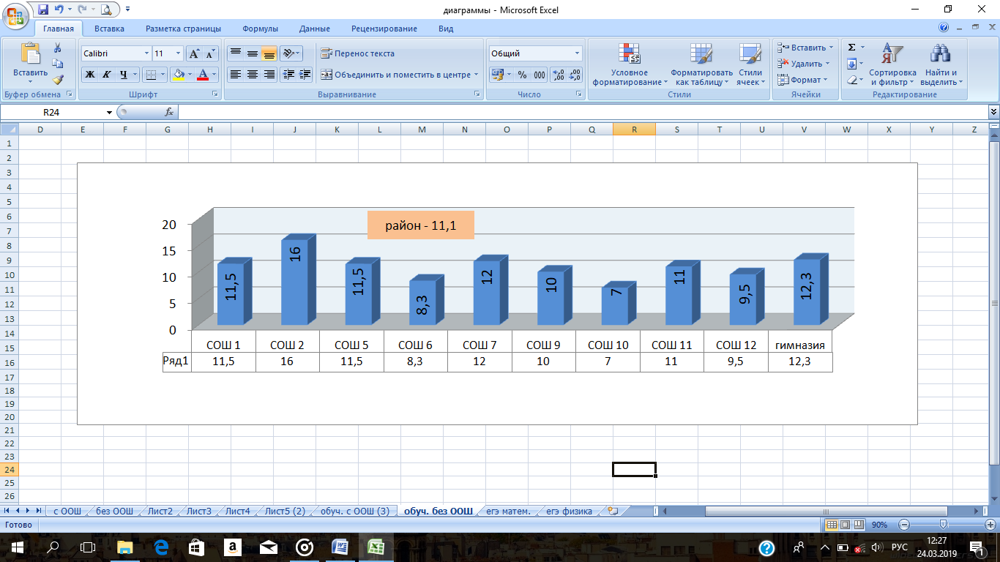 диаграммы - Microsoft Excel
Главная Вставка Разметка страницы Формулы Данные Рецензирование Вид
Вставить
Буфер обмена
Calibri 11
Ж К Ч
Шрифт
Перенос текста
Объединить и поместить в центре
Выравнивание
Общий
% 000 ,00 ,0
Число
Условное форматирование
Форматировать как таблицу
Стили ячеек
Стили
Вставить
Удалить
Формат
Ячейки
Σ
Сортировка и фильтр
Найти и выделить
Редактирование
R24 fx
D E F G H I J K L M N O P Q R S T U V W X Y Z
1
2
3
4
5
6
7
8
9
10
11
12
13
14
15
16
17
18
19
20
21
22
23
24
25
26
район - 11,1
20
15
10
5
0
11,5 16 11,5 8,3 12 10 7 11 9,5 12,3
СОШ 1 СОШ 2 СОШ 5 СОШ 6 СОШ 7 СОШ 9 СОШ 10 СОШ 11 СОШ 12 гимназия
Ряд1 11,5 16 11,5 8,3 12 10 7 11 9,5 12,3
с ООШ без ООШ Лист2 Лист3 Лист4 Лист5 (2) обуч. с ООШ (3) обуч. без ООШ егэ матем. егэ физика
Готово 90%
РУС 12:27
24.03.2019 1